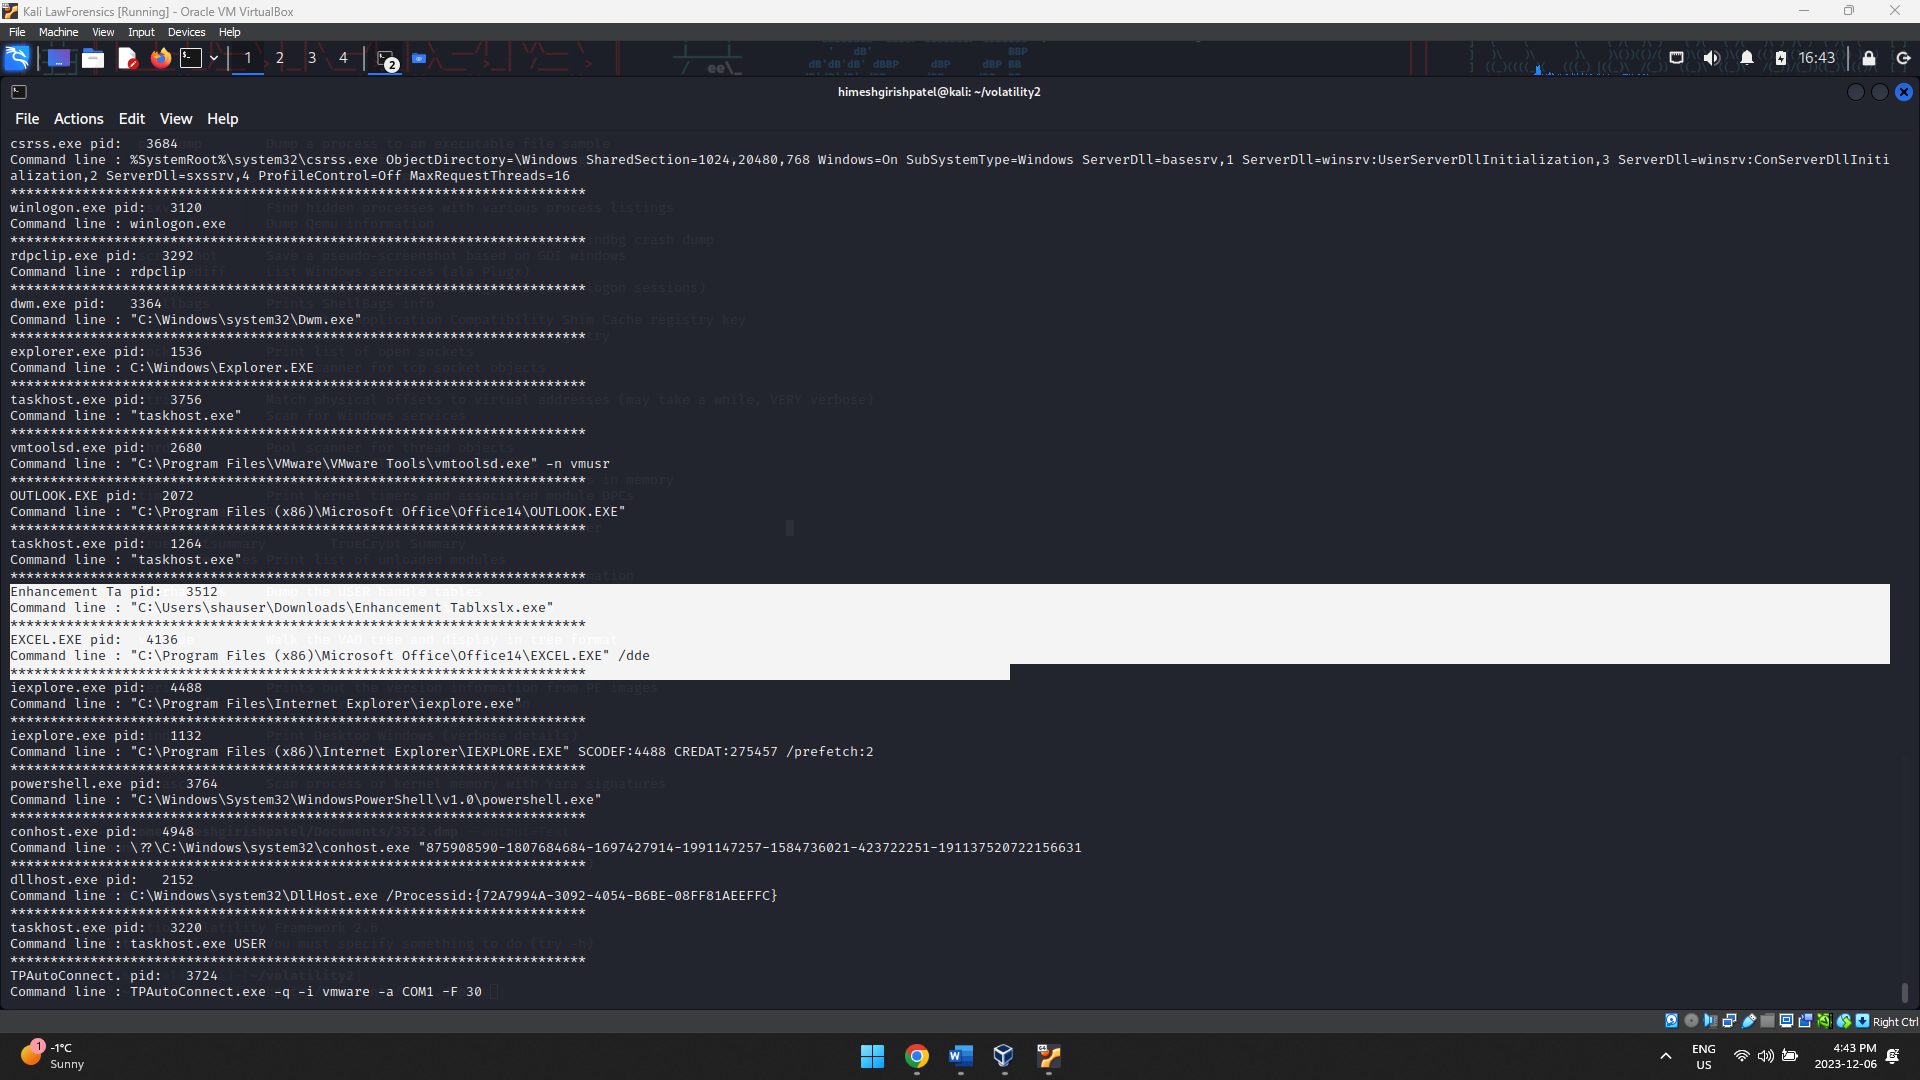 Kali LawForensics [Running] - Oracle VM VirtualBox
File Machine View Input Devices Help
1 2 3 4 2 16:43
himeshgirishpatel@kali: ~/volatility2
File Actions Edit View Help
csrss.exe pid: 3684
Command line : %SystemRoot%\system32\csrss.exe ObjectDirectory=\Windows SharedSection=1024,20480,768 Windows=On SubSystemType=Windows ServerDll=basesrv,1 ServerDll=winsrv:UserServerDllInitialization,3 ServerDll=winsrv:ConServerDllIniti
alization,2 ServerDll=sxssrv,4 ProfileControl=Off MaxRequestThreads=16
************************************************************************
winlogon.exe pid: 3120
Command line : winlogon.exe
************************************************************************
rdpclip.exe pid: 3292
Command line : rdpclip
************************************************************************
dwm.exe pid: 3364
Command line : "C:\Windows\system32\Dwm.exe"
************************************************************************
explorer.exe pid: 1536
Command line : C:\Windows\Explorer.EXE
************************************************************************
taskhost.exe pid: 3756
Command line : "taskhost.exe"
************************************************************************
vmtoolsd.exe pid: 2680
Command line : "C:\Program Files\VMware\VMware Tools\vmtoolsd.exe" -n vmusr
************************************************************************
OUTLOOK.EXE pid: 2072
Command line : "C:\Program Files (x86)\Microsoft Office\Office14\OUTLOOK.EXE"
************************************************************************
taskhost.exe pid: 1264
Command line : "taskhost.exe"
************************************************************************
Enhancement Ta pid: 3512
Command line : "C:\Users\shauser\Downloads\Enhancement Tablxslx.exe"
************************************************************************
EXCEL.EXE pid: 4136
Command line : "C:\Program Files (x86)\Microsoft Office\Office14\EXCEL.EXE" /dde
************************************************************************
iexplore.exe pid: 4488
Command line : "C:\Program Files\Internet Explorer\iexplore.exe"
************************************************************************
iexplore.exe pid: 1132
Command line : "C:\Program Files (x86)\Internet Explorer\IEXPLORE.EXE" SCODEF:4488 CREDAT:275457 /prefetch:2
************************************************************************
powershell.exe pid: 3764
Command line : "C:\Windows\System32\WindowsPowerShell\v1.0\powershell.exe"
************************************************************************
conhost.exe pid: 4948
Command line : \??\C:\Windows\system32\conhost.exe "875908590-1807684684-1697427914-1991147257-1584736021-423722251-191137520722156631
************************************************************************
dllhost.exe pid: 2152
Command line : C:\Windows\system32\DllHost.exe /Processid:{72A7994A-3092-4054-B6BE-08FF81AEEFFC}
************************************************************************
taskhost.exe pid: 3220
Command line : taskhost.exe USER
************************************************************************
TPAutoConnect. pid: 3724
Command line : TPAutoConnect.exe -q -i vmware -a COM1 -F 30
Right Ctrl
1 -1°C
Sunny
ENG
US
4:43 PM
2023-12-06